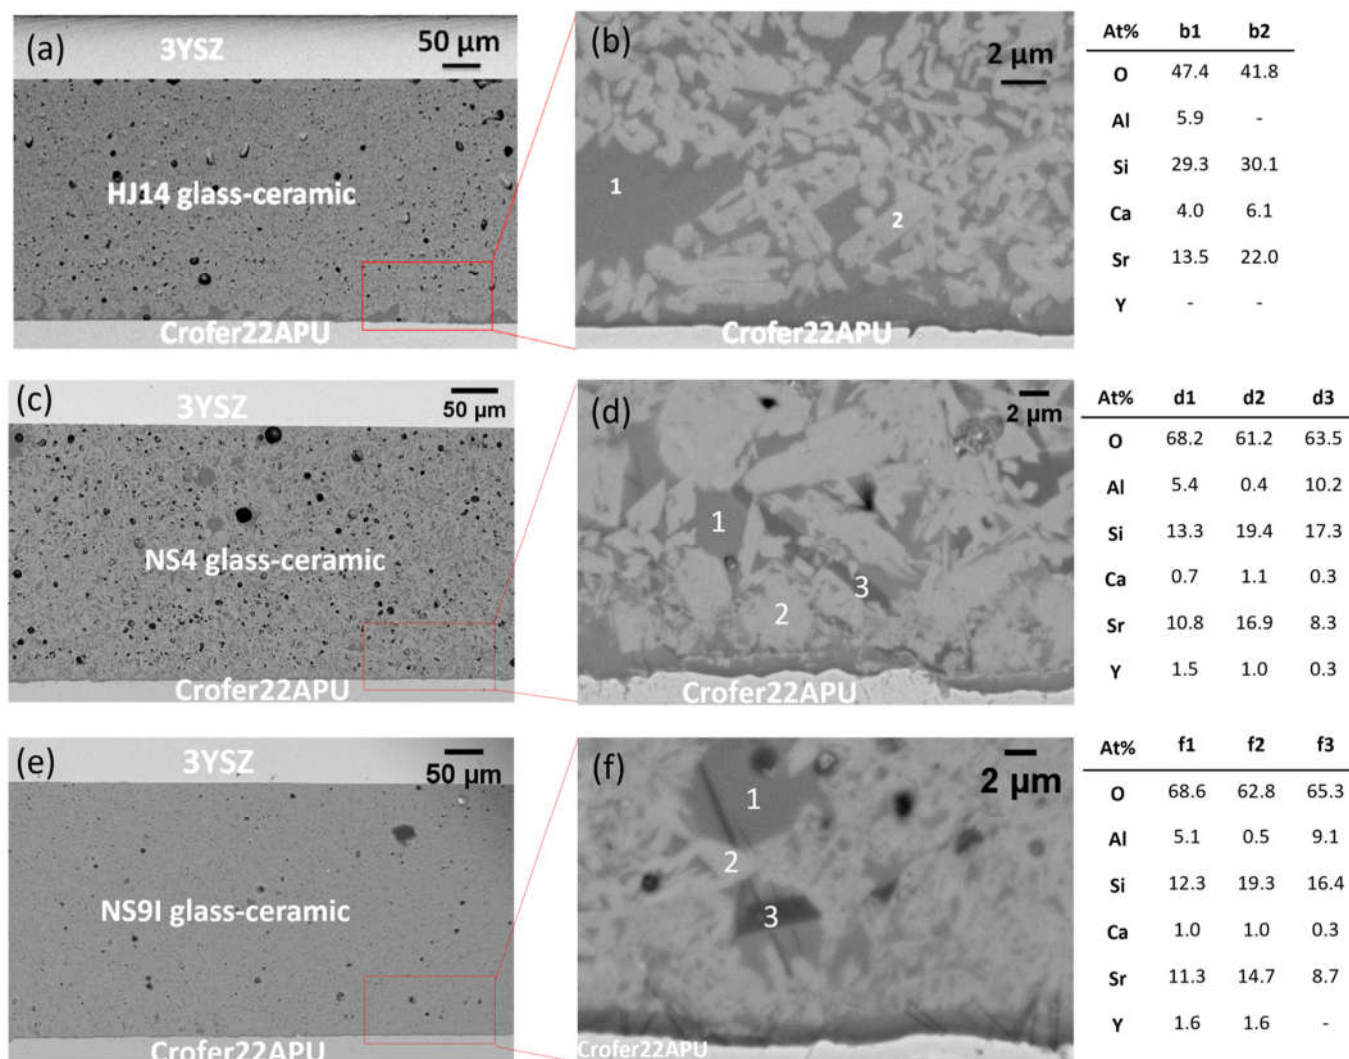 (a)
3YSZ
50 µm
HJ14 glass-ceramic
Crofer22APU
(b)
2 µm
1
2
Crofer22APU
At% b1 b2
O 47.4 41.8
Al 5.9 -
Si 29.3 30.1
Ca 4.0 6.1
Sr 13.5 22.0
Y - -
(c)
3YSZ
50 µm
NS4 glass-ceramic
Crofer22APU
(d)
2 µm
1
2
3
Crofer22APU
At% d1 d2 d3
O 68.2 61.2 63.5
Al 5.4 0.4 10.2
Si 13.3 19.4 17.3
Ca 0.7 1.1 0.3
Sr 10.8 16.9 8.3
Y 1.5 1.0 0.3
(e)
3YSZ
50 µm
NS9I glass-ceramic
Crofer22APU
(f)
2 µm
1
2
3
Crofer22APU
At% f1 f2 f3
O 68.6 62.8 65.3
Al 5.1 0.5 9.1
Si 12.3 19.3 16.4
Ca 1.0 1.0 0.3
Sr 11.3 14.7 8.7
Y 1.6 1.6 -